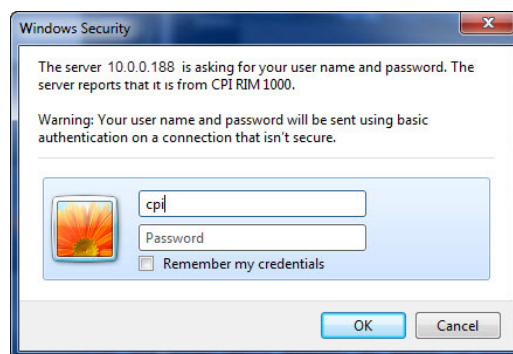 Windows Security
The server 10.0.0.188 is asking for your user name and password. The
server reports that it is from CPI RIM 1000.
Warning: Your user name and password will be sent using basic
authentication on a connection that isn't secure.
cpi
Password
Remember my credentials
OK
Cancel